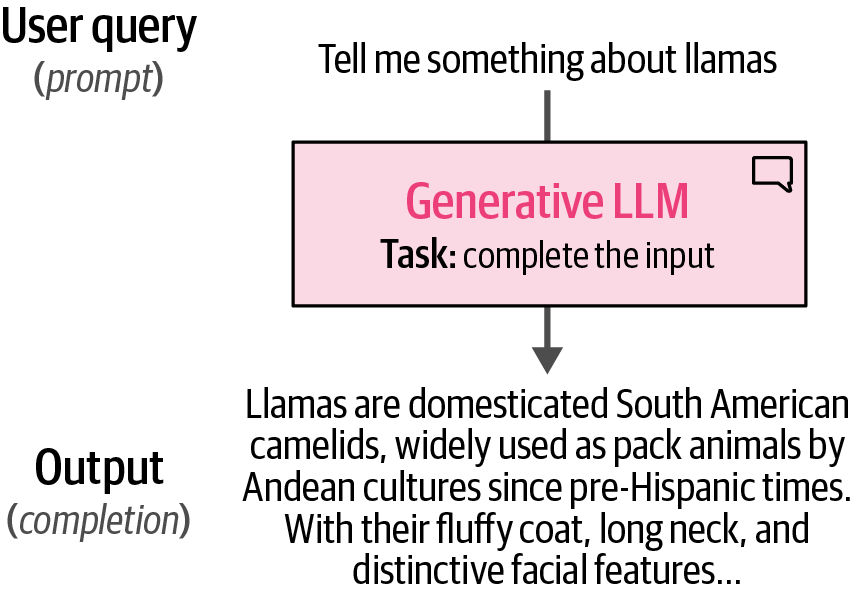 User query
(prompt)
Tell me something about llamas
Generative LLM
Task: complete the input
Output
(completion)
Llamas are domesticated South American
camelids, widely used as pack animals by
Andean cultures since pre-Hispanic times.
With their fluffy coat, long neck, and
distinctive facial features...